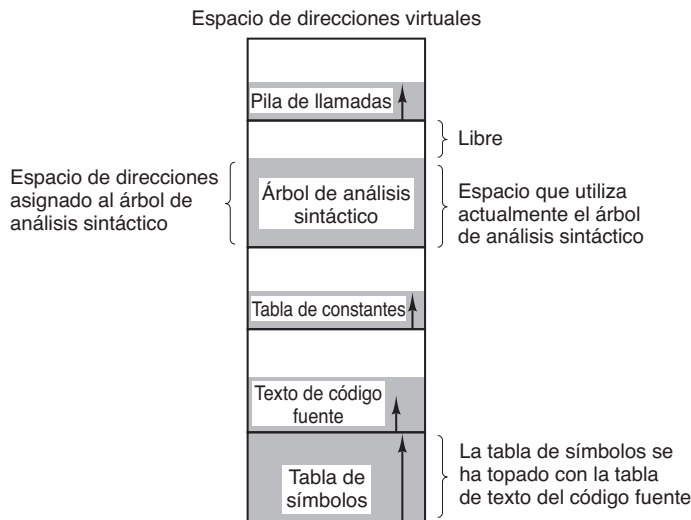 Espacio de direcciones virtuales
Pila de llamadas
Libre
Espacio de direcciones
asignado al árbol de
análisis sintáctico
Árbol de análisis
sintáctico
Espacio que utiliza
actualmente el árbol
de análisis sintáctico
Tabla de constantes
Texto de código
fuente
Tabla de
símbolos
La tabla de símbolos se
ha topado con la tabla
de texto del código fuente